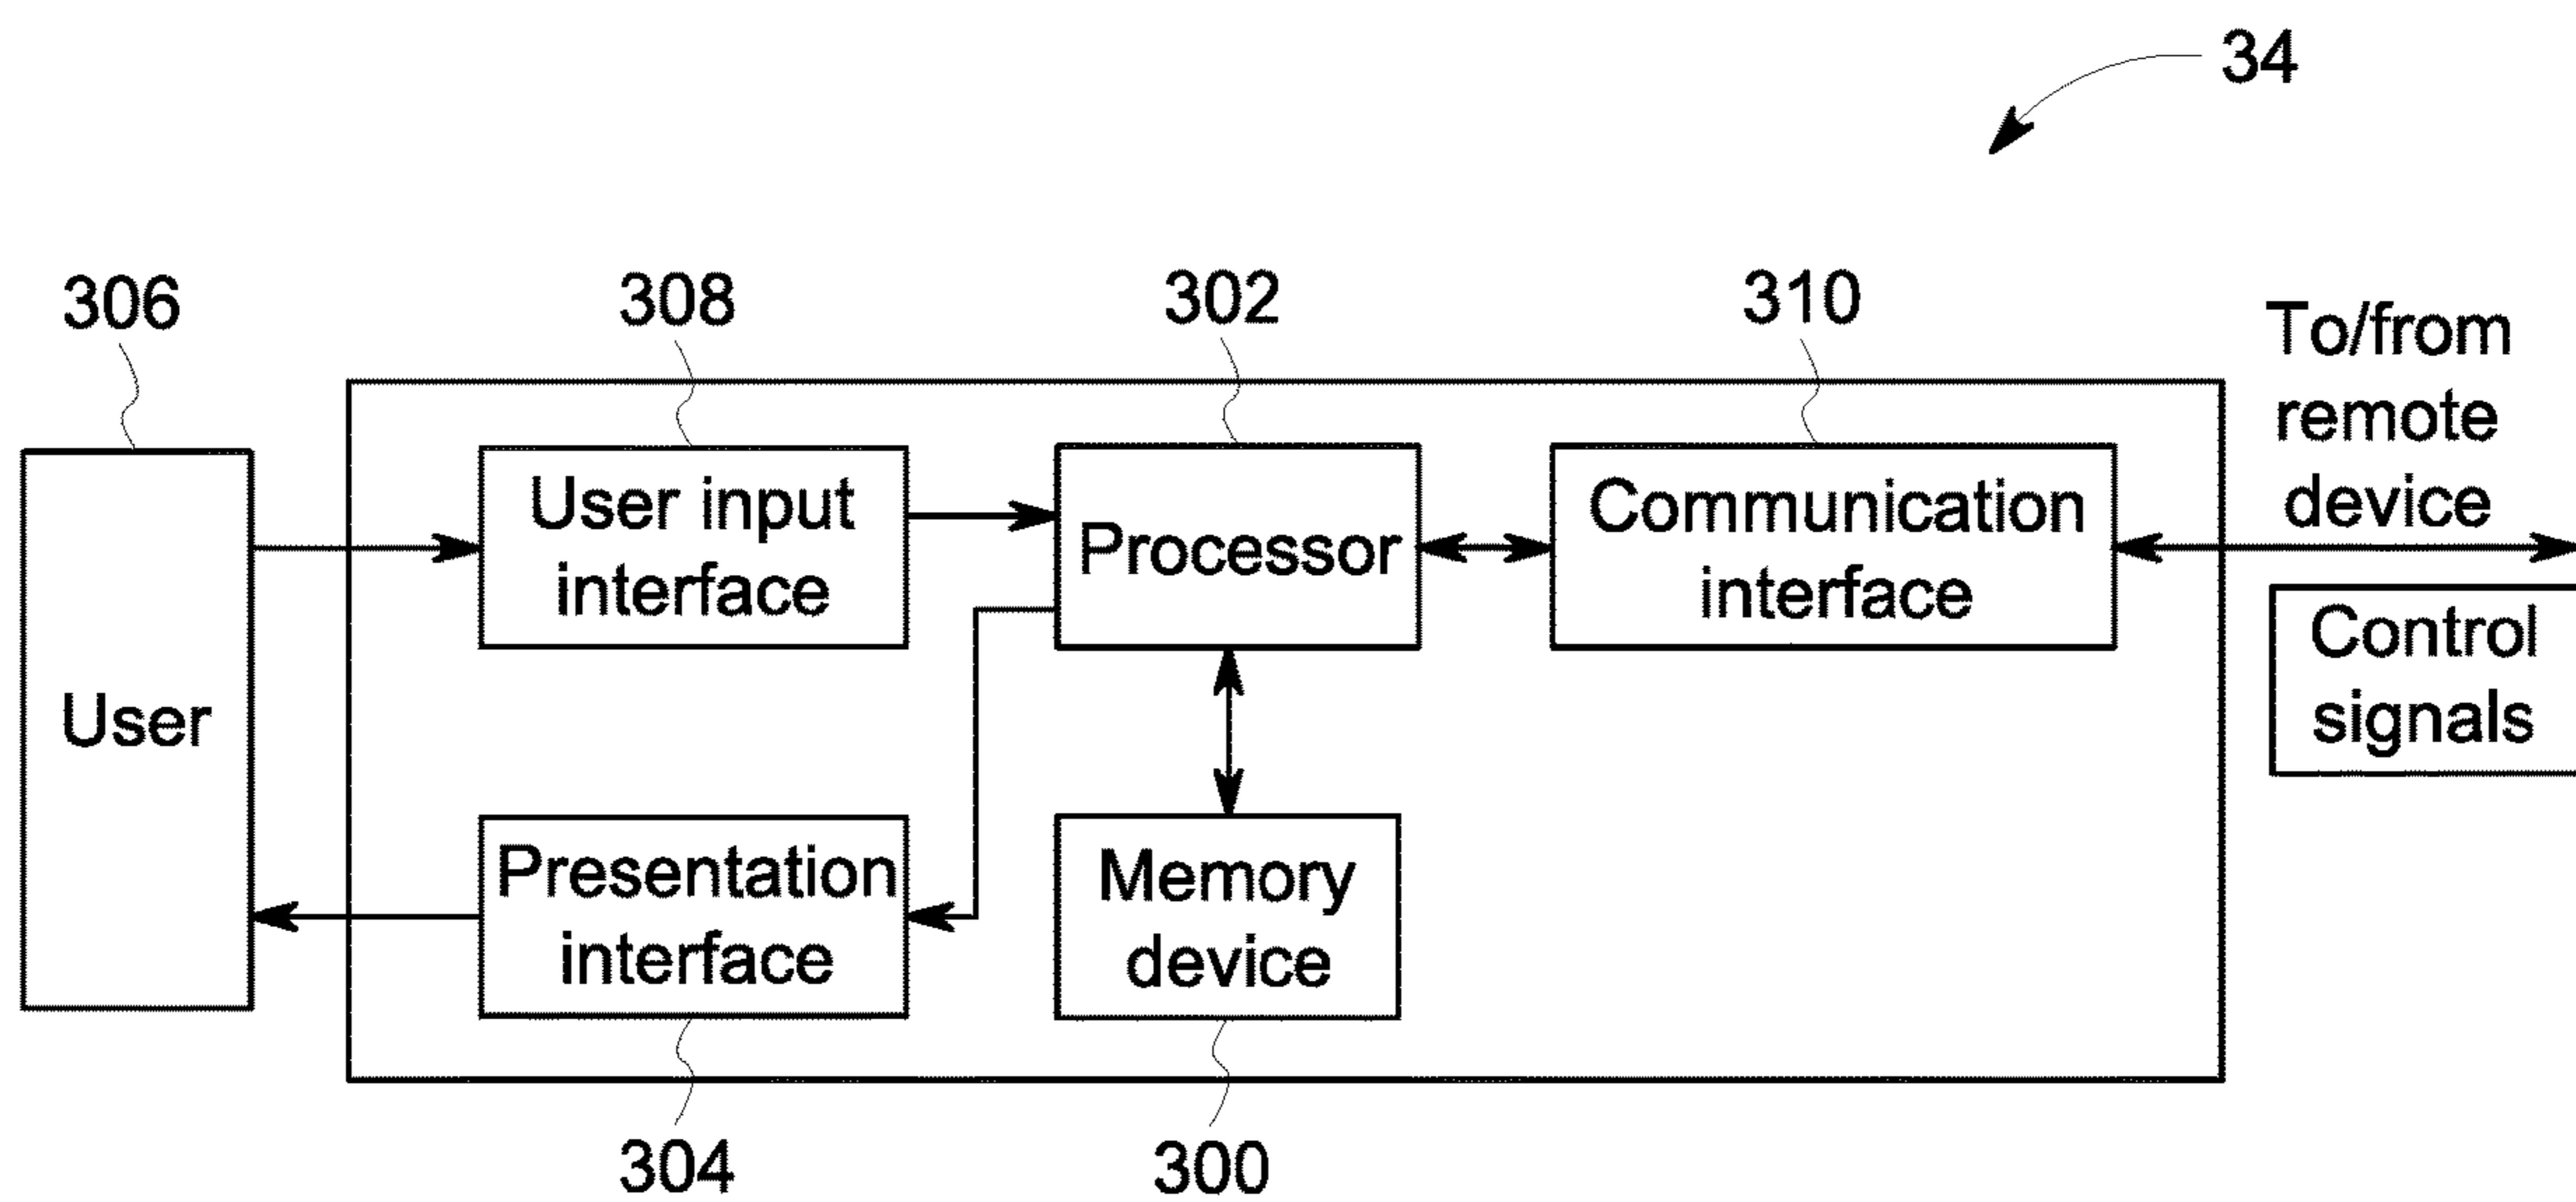 34
306
308
302
310
To/from
remote
device
User input
interface
Processor
Communication
interface
Control
signals
User
Presentation
interface
Memory
device
304
300